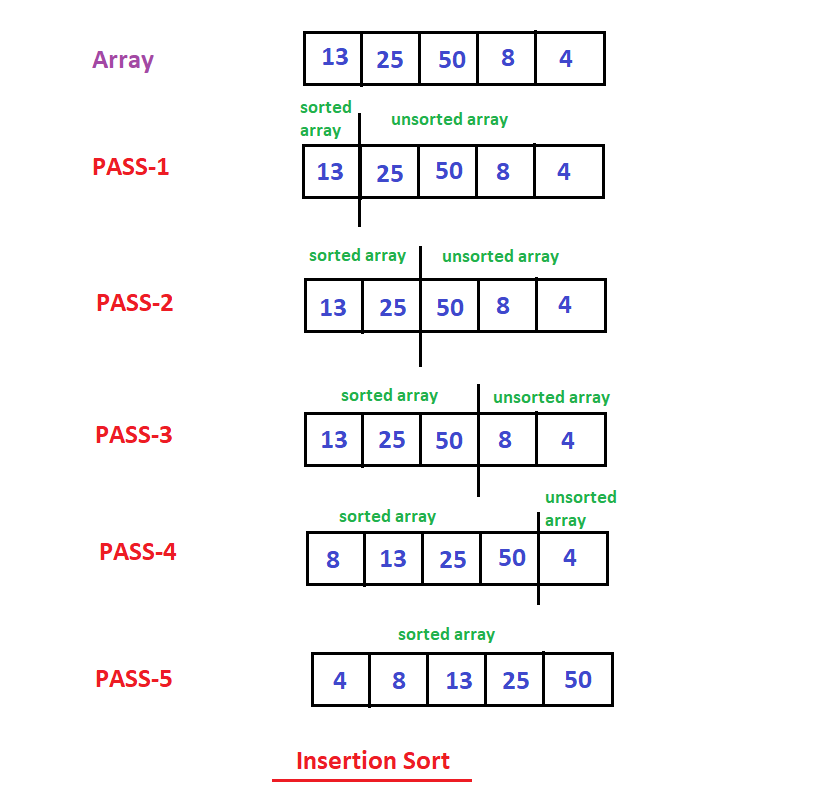 Array 13 25 50 8 4
sorted
array
unsorted array
PASS-1 13 25 50 8 4
sorted array unsorted array
PASS-2 13 25 50 8 4
sorted array unsorted array
PASS-3 13 25 50 8 4
sorted array
unsorted
array
PASS-4 8 13 25 50 4
sorted array
PASS-5 4 8 13 25 50
Insertion Sort